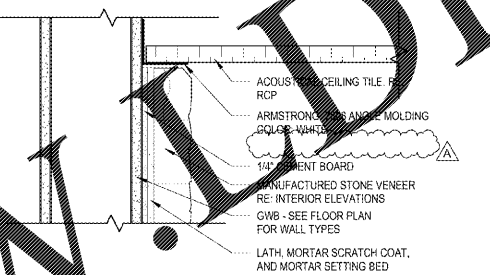 ACOUSTICAL CEILING TILE. RE:
RCP
ARMSTRONG ANGLE MOLDING
COLOR: WHITE
A
1/4" CEMENT BOARD
MANUFACTURED STONE VENEER
RE: INTERIOR ELEVATIONS
GWB - SEE FLOOR PLAN
FOR WALL TYPES
LATH, MORTAR SCRATCH COAT,
AND MORTAR SETTING BED